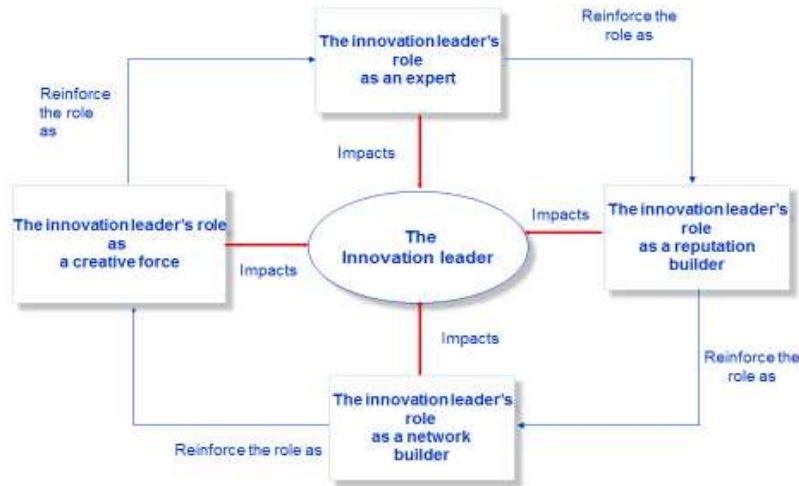 The innovation leader's
role
as an expert
Reinforce the
role as
Reinforce
the role
as
Impacts
The innovation leader's role
as
a creative force
Impacts
The
Innovation leader
Impacts
The innovation leader's
role
as a reputation
builder
Impacts
Reinforce the
role as
The innovation leader's
role
as a network
builder
Reinforce the role as